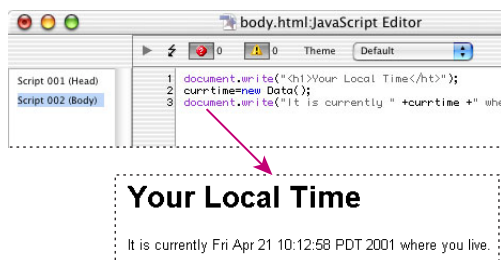 body.html:JavaScript Editor
0 0 Theme Default
Script 001 (Head)
Script 002 (Body)
1 document.write("<h1>Your Local Time</ht>");
2 currtime=new Data();
3 document.write("It is currently " +currtime +" whe
Your Local Time
It is currently Fri Apr 21 10:12:58 PDT 2001 where you live.